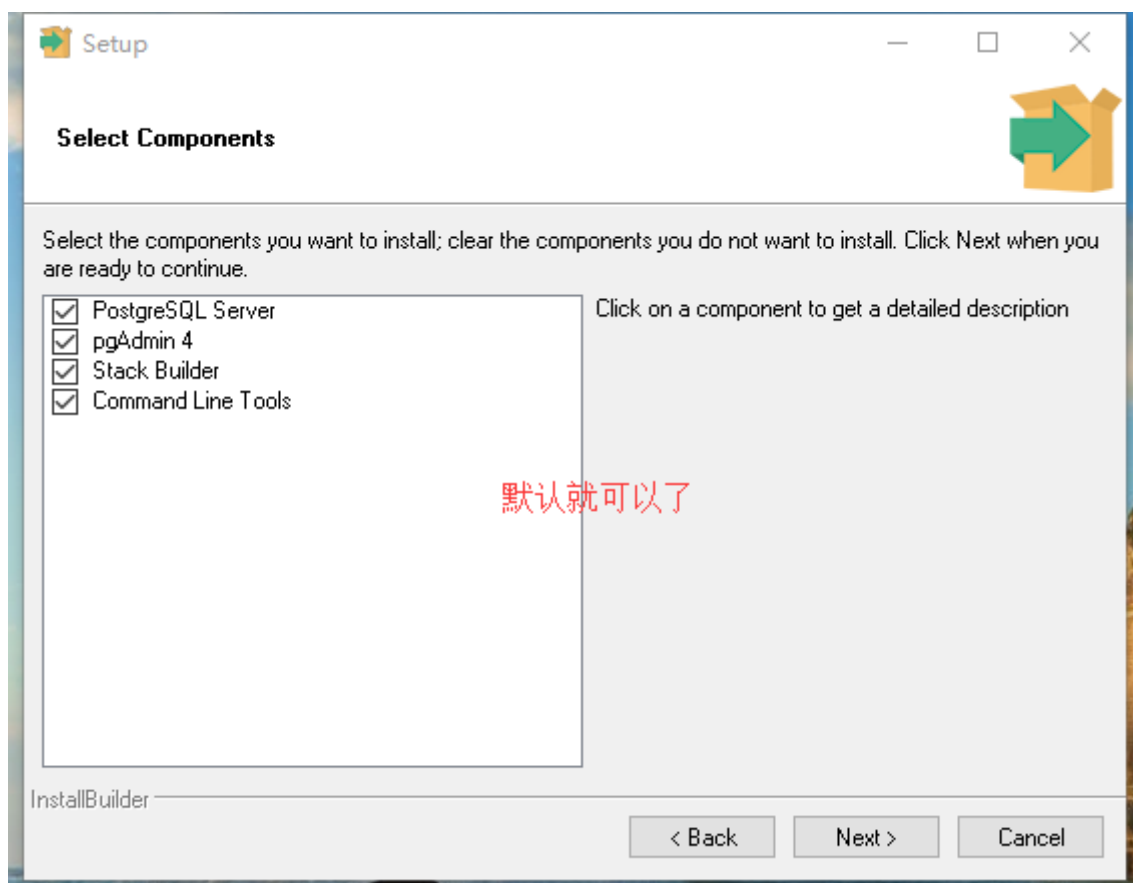 Setup
Select Components
Select the components you want to install; clear the components you do not want to install. Click Next when you
are ready to continue.
PostgreSQL Server
pgAdmin 4
Stack Builder
Command Line Tools
Click on a component to get a detailed description
默认就可以了
InstallBuilder
< Back
Next >
Cancel